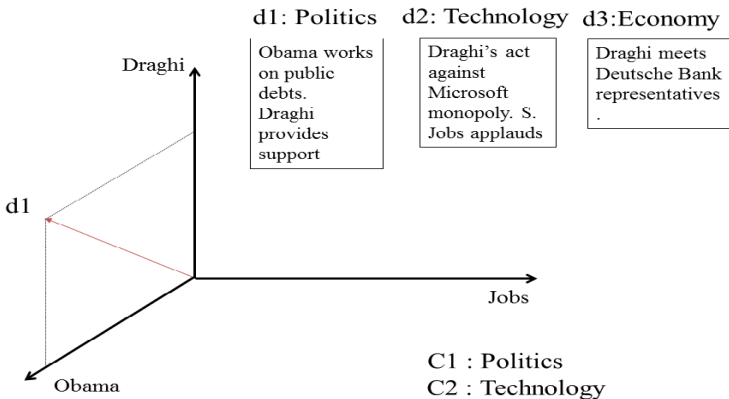 d1: Politics
d2: Technology
d3:Economy
Obama works
on public
debts.
Draghi
provides
support
Draghi's act
against
Microsoft
monopoly. S.
Jobs applauds
Draghi meets
Deutsche Bank
representatives
.
Draghi
d1
Jobs
Obama
C1 : Politics
C2 : Technology